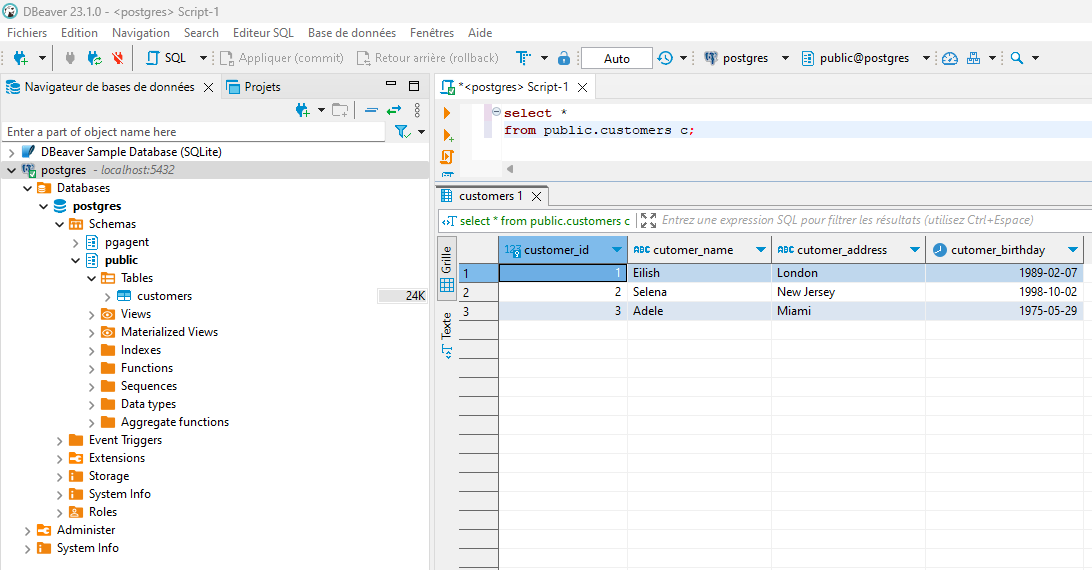 DBeaver 23.1.0 - <postgres> Script-1
Fichiers Edition Navigation Search Editeur SQL Base de données Fenêtres Aide
SQL Appliquer (commit) Retour arrière (rollback) Auto postgres public@postgres
Navigateur de bases de données Projets
Enter a part of object name here
DBeaver Sample Database (SQLite)
postgres - localhost:5432
Databases
postgres
Schemas
pgagent
public
Tables
customers 24K
Views
Materialized Views
Indexes
Functions
Sequences
Data types
Aggregate functions
Event Triggers
Extensions
Storage
System Info
Roles
Administer
System Info
*<postgres> Script-1
select *
from public.customers c;
customers 1
select * from public.customers c Entrez une expression SQL pour filtrer les résultats (utilisez Ctrl+Espace)
Grille
Texte
123 customer_id ABC cutomer_name ABC cutomer_address cutomer_birthday
1 1 Eilish London 1989-02-07
2 2 Selena New Jersey 1998-10-02
3 3 Adele Miami 1975-05-29